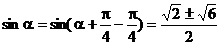 sin α = sin(α + π/4 − π/4) = (√2 ± √6)/2